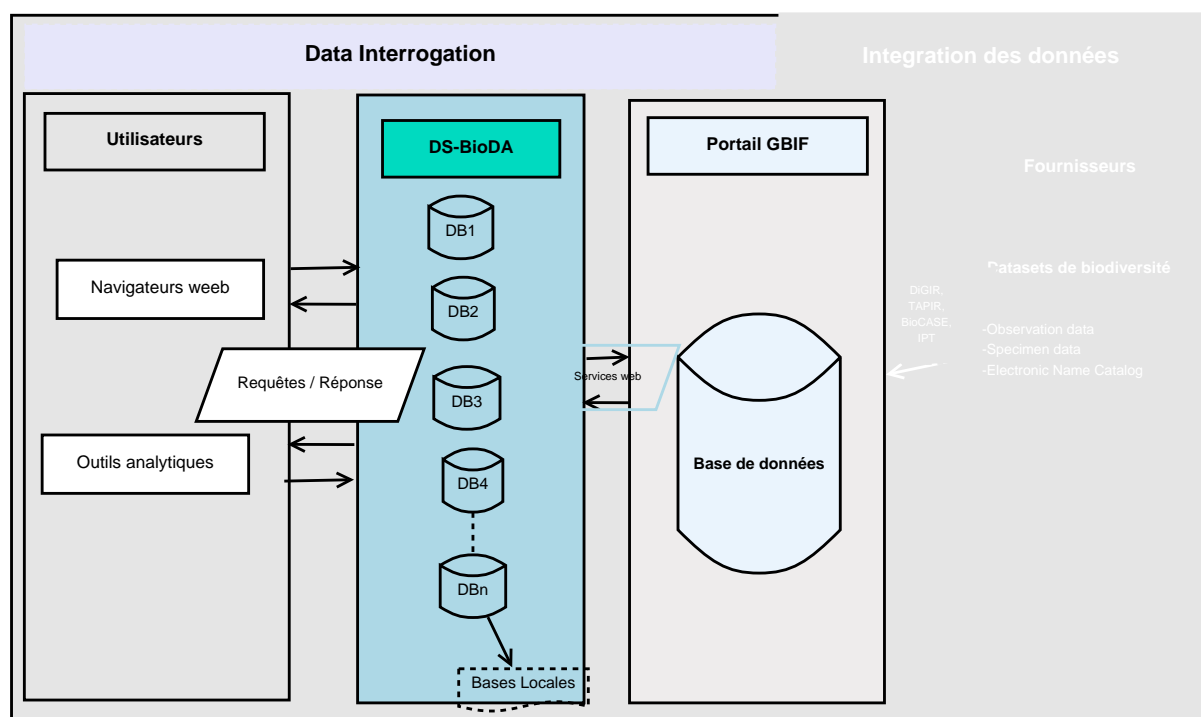 Data Interrogation
Integration des données
Utilisateurs
DS-BioDA
Portail GBIF
Fournisseurs
DB1
Navigateurs weeb
DB2
Requêtes / Réponse
DB3
Services web
Outils analytiques
DB4
DBn
Bases Locales
Base de données
Datasets de biodiversité
DiGIR,
TAPIR,
BioCASE,
IPT
-Observation data
-Specimen data
-Electronic Name Catalog